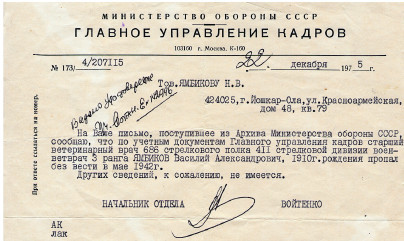 МИНИСТЕРСТВО ОБОРОНЫ СССР
ГЛАВНОЕ УПРАВЛЕНИЕ КАДРОВ
103160 г. Москва, К-160
№ 173/ 4/207115
22 декабря 1975 г.
Тов. ЯМБИКОВУ Н.В.
424025, г.Йошкар-Ола, ул.Красноармейская,
дом 48, кв.79
При ответе ссылаться на номер.
На Ваше письмо, поступившее из Архива Министерства обороны СССР,
сообщаю, что по учетным документам Главного управления кадров старший
ветеринарный врач 686 стрелкового полка 411 стрелковой дивизии воен-
ветврач 3 ранга ЯМБИКОВ Василий Александрович, 1910г. рождения пропал
без вести в мае 1942г.
Других сведений, к сожалению, не имеется.
НАЧАЛЬНИК ОТДЕЛА ВОЙТЕНКО
АК
лак